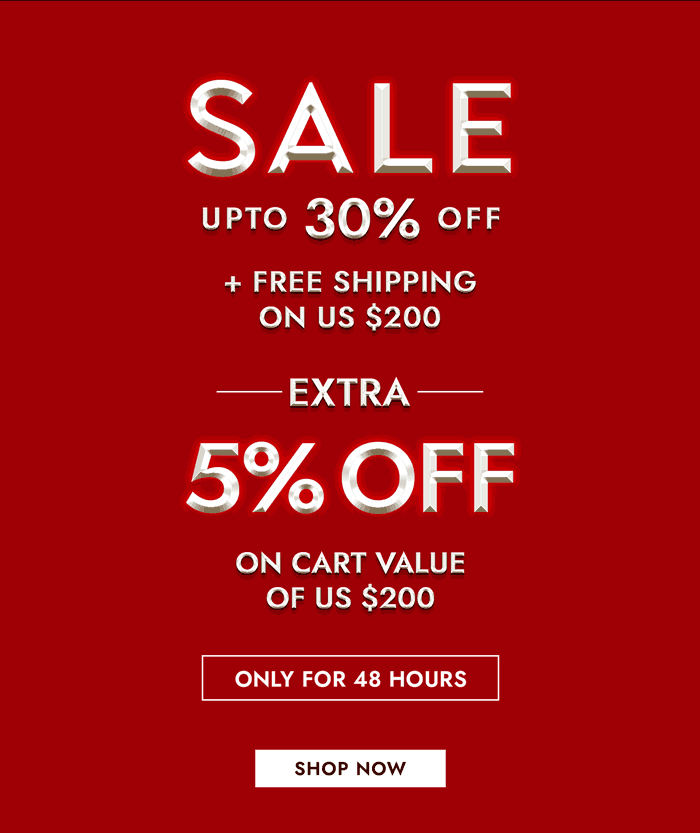 SALE
UPTO 30% OFF
+ FREE SHIPPING
ON US $200
EXTRA
5% OFF
ON CART VALUE
OF US $200
ONLY FOR 48 HOURS
SHOP NOW